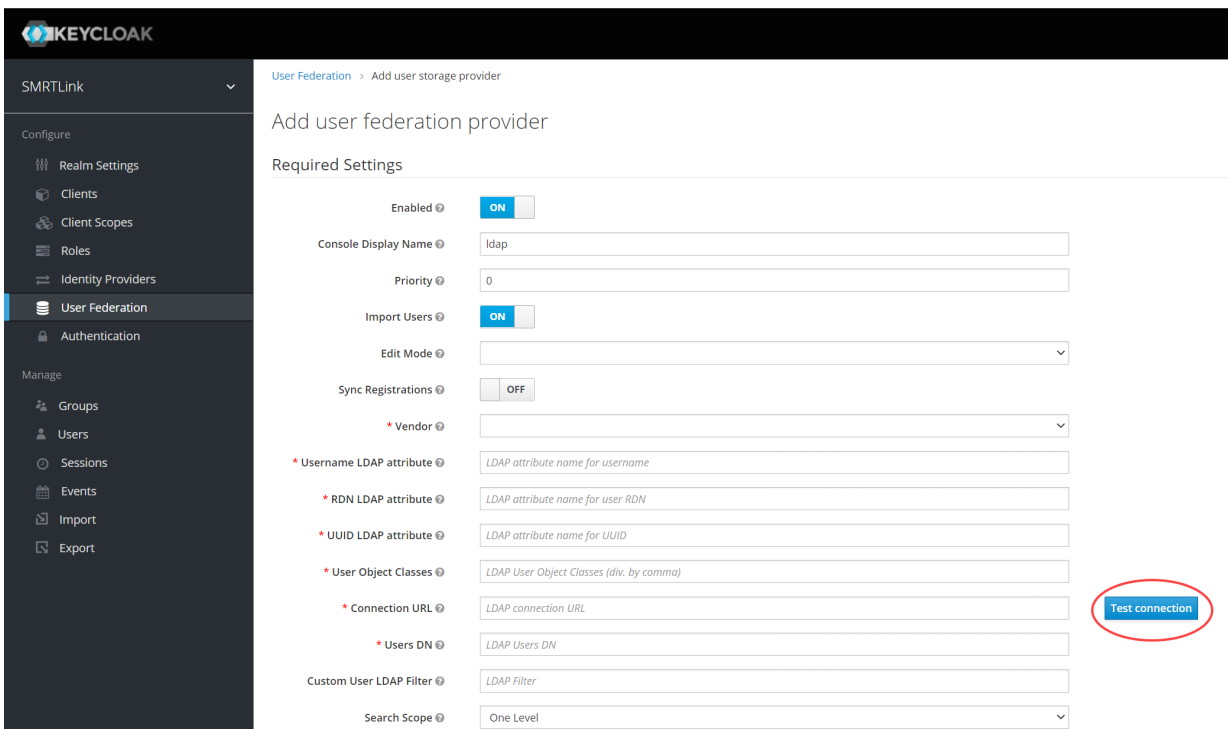 KEYCLOAK
SMRTLink
User Federation > Add user storage provider
Add user federation provider
Configure
Required Settings
Realm Settings
Clients
Client Scopes
Roles
Identity Providers
User Federation
Authentication
Manage
Groups
Users
Sessions
Events
Import
Export
Enabled ON
Console Display Name ldap
Priority 0
Import Users ON
Edit Mode
Sync Registrations OFF
* Vendor
* Username LDAP attribute LDAP attribute name for username
* RDN LDAP attribute LDAP attribute name for user RDN
* UUID LDAP attribute LDAP attribute name for UUID
* User Object Classes LDAP User Object Classes (div. by comma)
* Connection URL LDAP connection URL Test connection
* Users DN LDAP Users DN
Custom User LDAP Filter LDAP Filter
Search Scope One Level